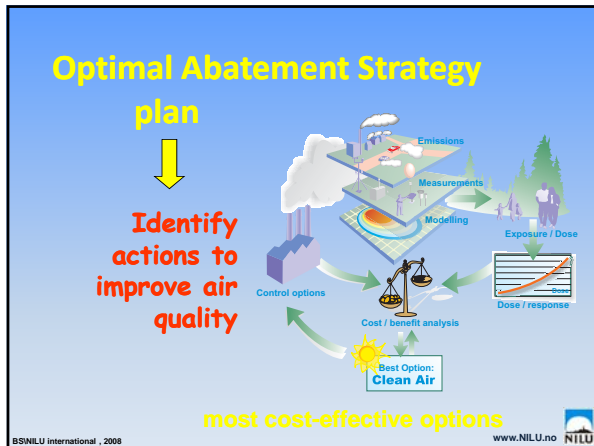 Optimal Abatement Strategy
plan
Identify
actions to
improve air
quality
Emissions
Measurements
Modelling
Exposure / Dose
Dose
Dose / response
Control options
Cost / benefit analysis
Best Option:
Clean Air
most cost-effective options
BS\NILU international , 2008
www.NILU.no
NILU